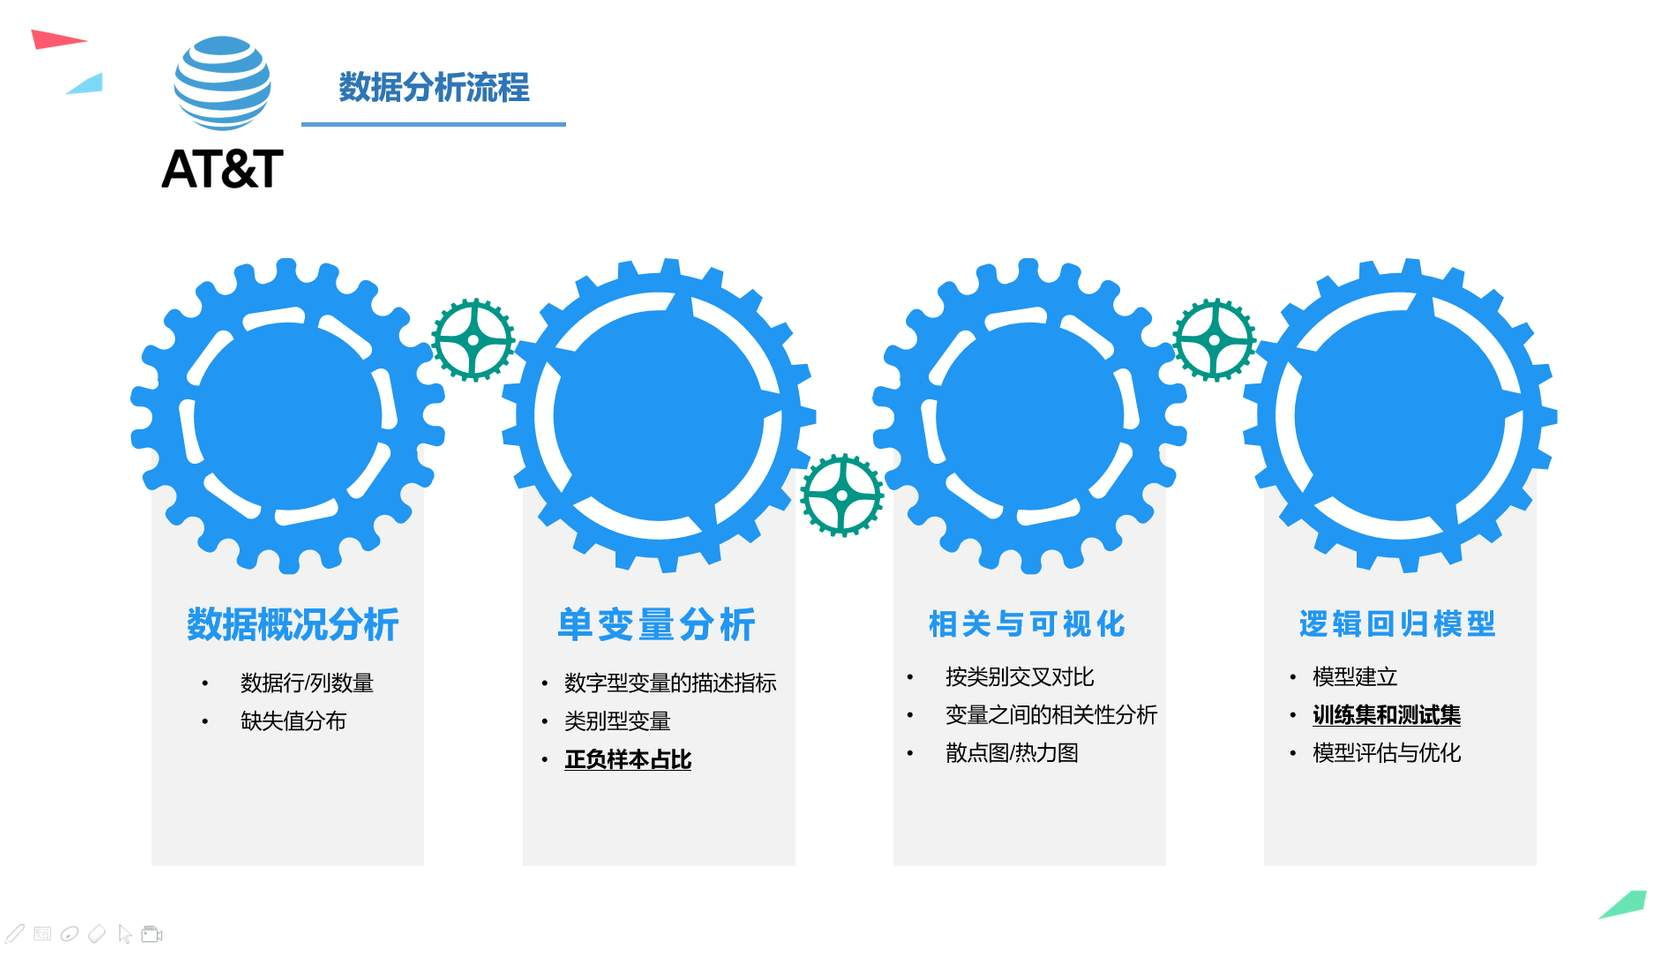 数据分析流程
AT&T
数据概况分析
• 数据行/列数量
• 缺失值分布
单变量分析
• 数字型变量的描述指标
• 类别型变量
• 正负样本占比
相关与可视化
• 按类别交叉对比
• 变量之间的相关性分析
• 散点图/热力图
逻辑回归模型
• 模型建立
• 训练集和测试集
• 模型评估与优化